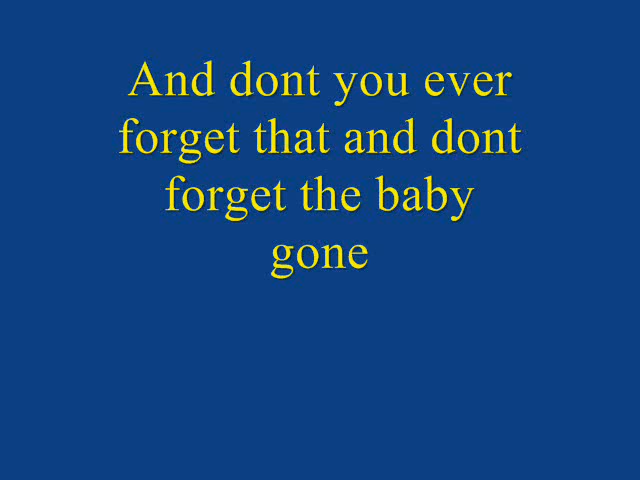 And dont you ever
forget that and dont
forget the baby
gone